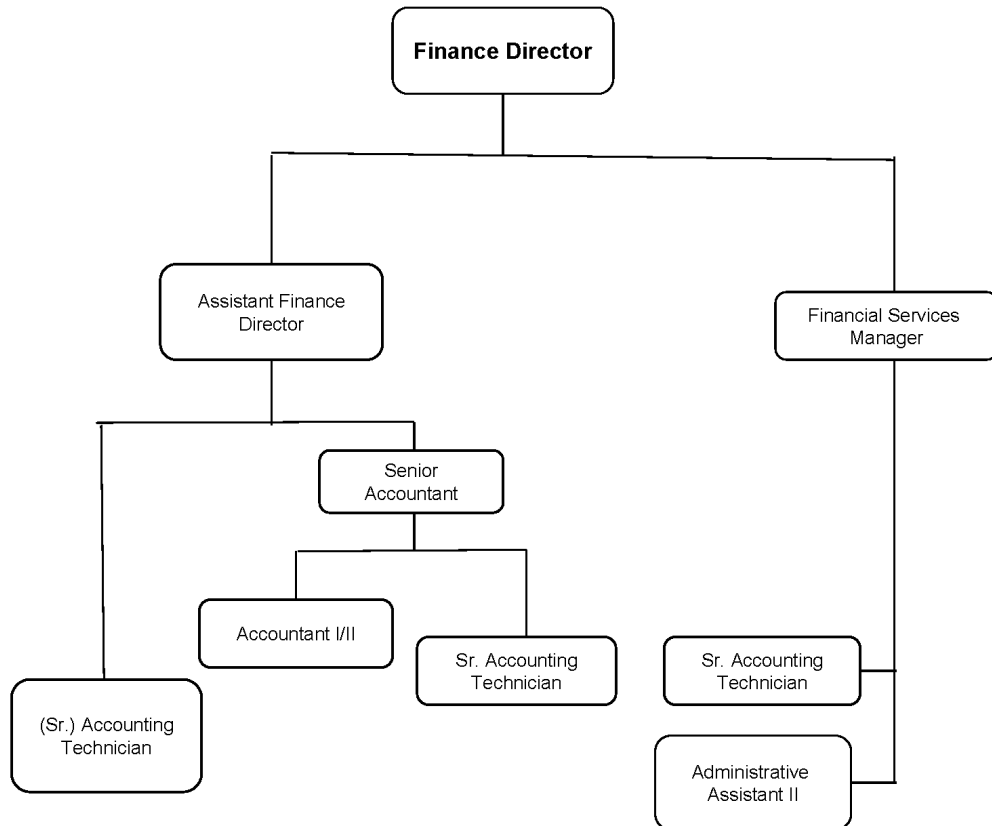 Finance Director
Assistant Finance
Director
Financial Services
Manager
Senior
Accountant
Accountant I/II
Sr. Accounting
Technician
Sr. Accounting
Technician
(Sr.) Accounting
Technician
Administrative
Assistant II